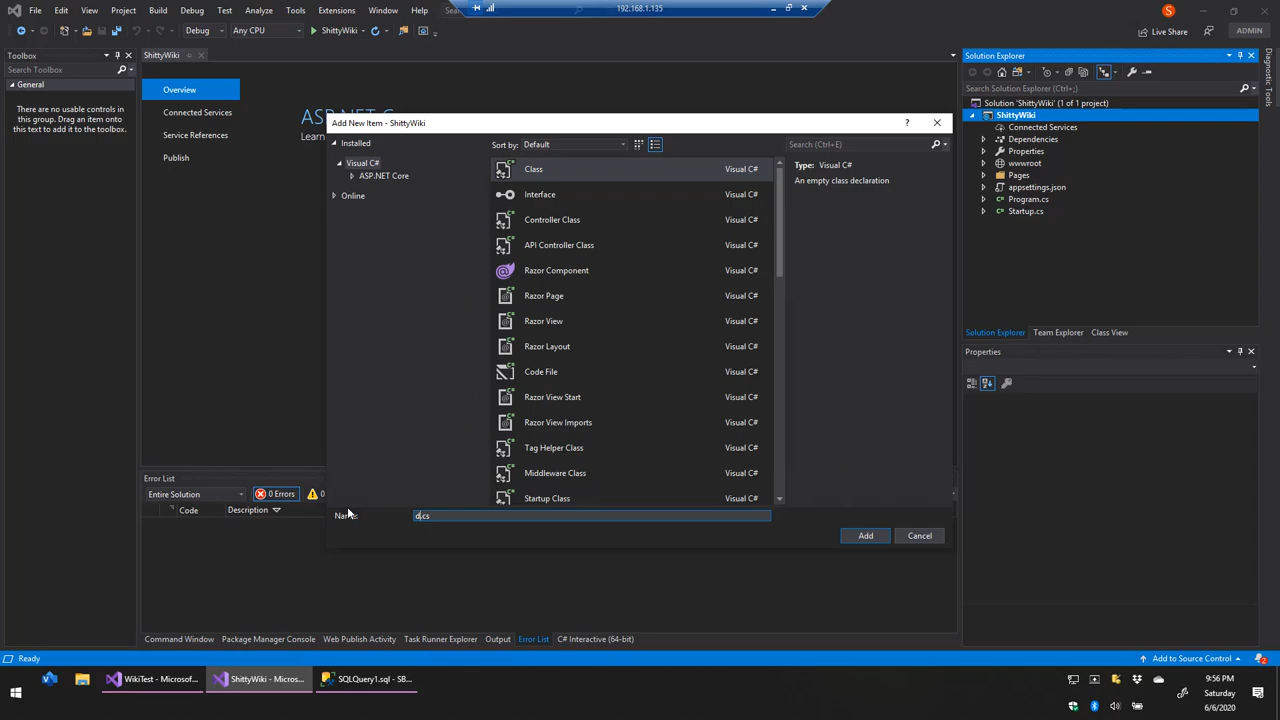 192.168.1.135
File Edit View Project Build Debug Test Analyze Tools Extensions Window Help
S
Debug Any CPU ShittyWiki Live Share ADMIN
Toolbox
Search Toolbox
General
There are no usable controls in this group. Drag an item onto this text to add it to the toolbox.
ShittyWiki
Overview
Connected Services
Service References
Publish
ASP.NET C
Learn
Add New Item - ShittyWiki
Installed
Visual C#
ASP.NET Core
Online
Sort by: Default
Search (Ctrl+E)
Class Visual C#
Interface Visual C#
Controller Class Visual C#
API Controller Class Visual C#
Razor Component Visual C#
Razor Page Visual C#
Razor View Visual C#
Razor Layout Visual C#
Code File Visual C#
Razor View Start Visual C#
Razor View Imports Visual C#
Tag Helper Class Visual C#
Middleware Class Visual C#
Startup Class Visual C#
Type: Visual C#
An empty class declaration
Name: d.cs
Add Cancel
Solution Explorer
Search Solution Explorer (Ctrl+;)
Solution 'ShittyWiki' (1 of 1 project)
ShittyWiki
Connected Services
Dependencies
Properties
wwwroot
Pages
appsettings.json
Program.cs
Startup.cs
Solution Explorer Team Explorer Class View
Properties
Diagnostic Tools
Error List
Entire Solution 0 Errors 0
Code Description
Command Window Package Manager Console Web Publish Activity Task Runner Explorer Output Error List C# Interactive (64-bit)
Ready Add to Source Control 2
WikiTest - Microsof... ShittyWiki - Micros... SQLQuery1.sql - SB...
9:56 PM
Saturday
6/6/2020